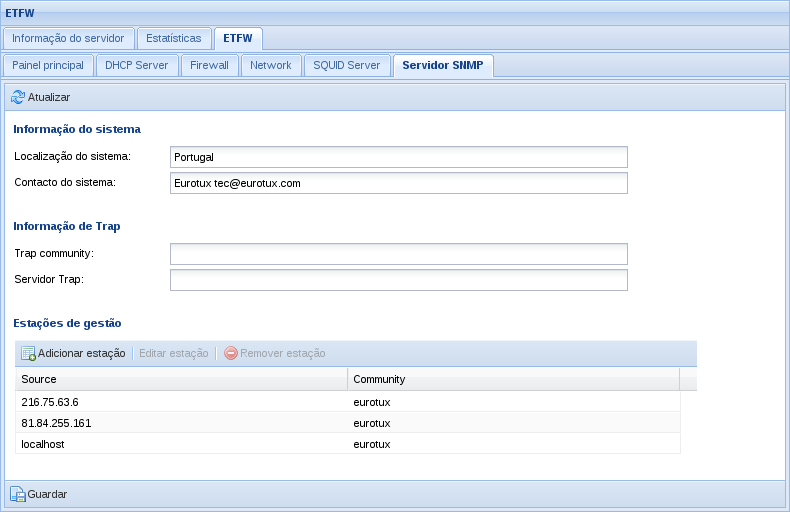 ETFW
Informação do servidor Estatísticas ETFW
Painel principal DHCP Server Firewall Network SQUID Server Servidor SNMP
Atualizar
Informação do sistema
Localização do sistema: Portugal
Contacto do sistema: Eurotux tec@eurotux.com
Informação de Trap
Trap community:
Servidor Trap:
Estações de gestão
Adicionar estação Editar estação Remover estação
Source Community
216.75.63.6 eurotux
81.84.255.161 eurotux
localhost eurotux
Guardar